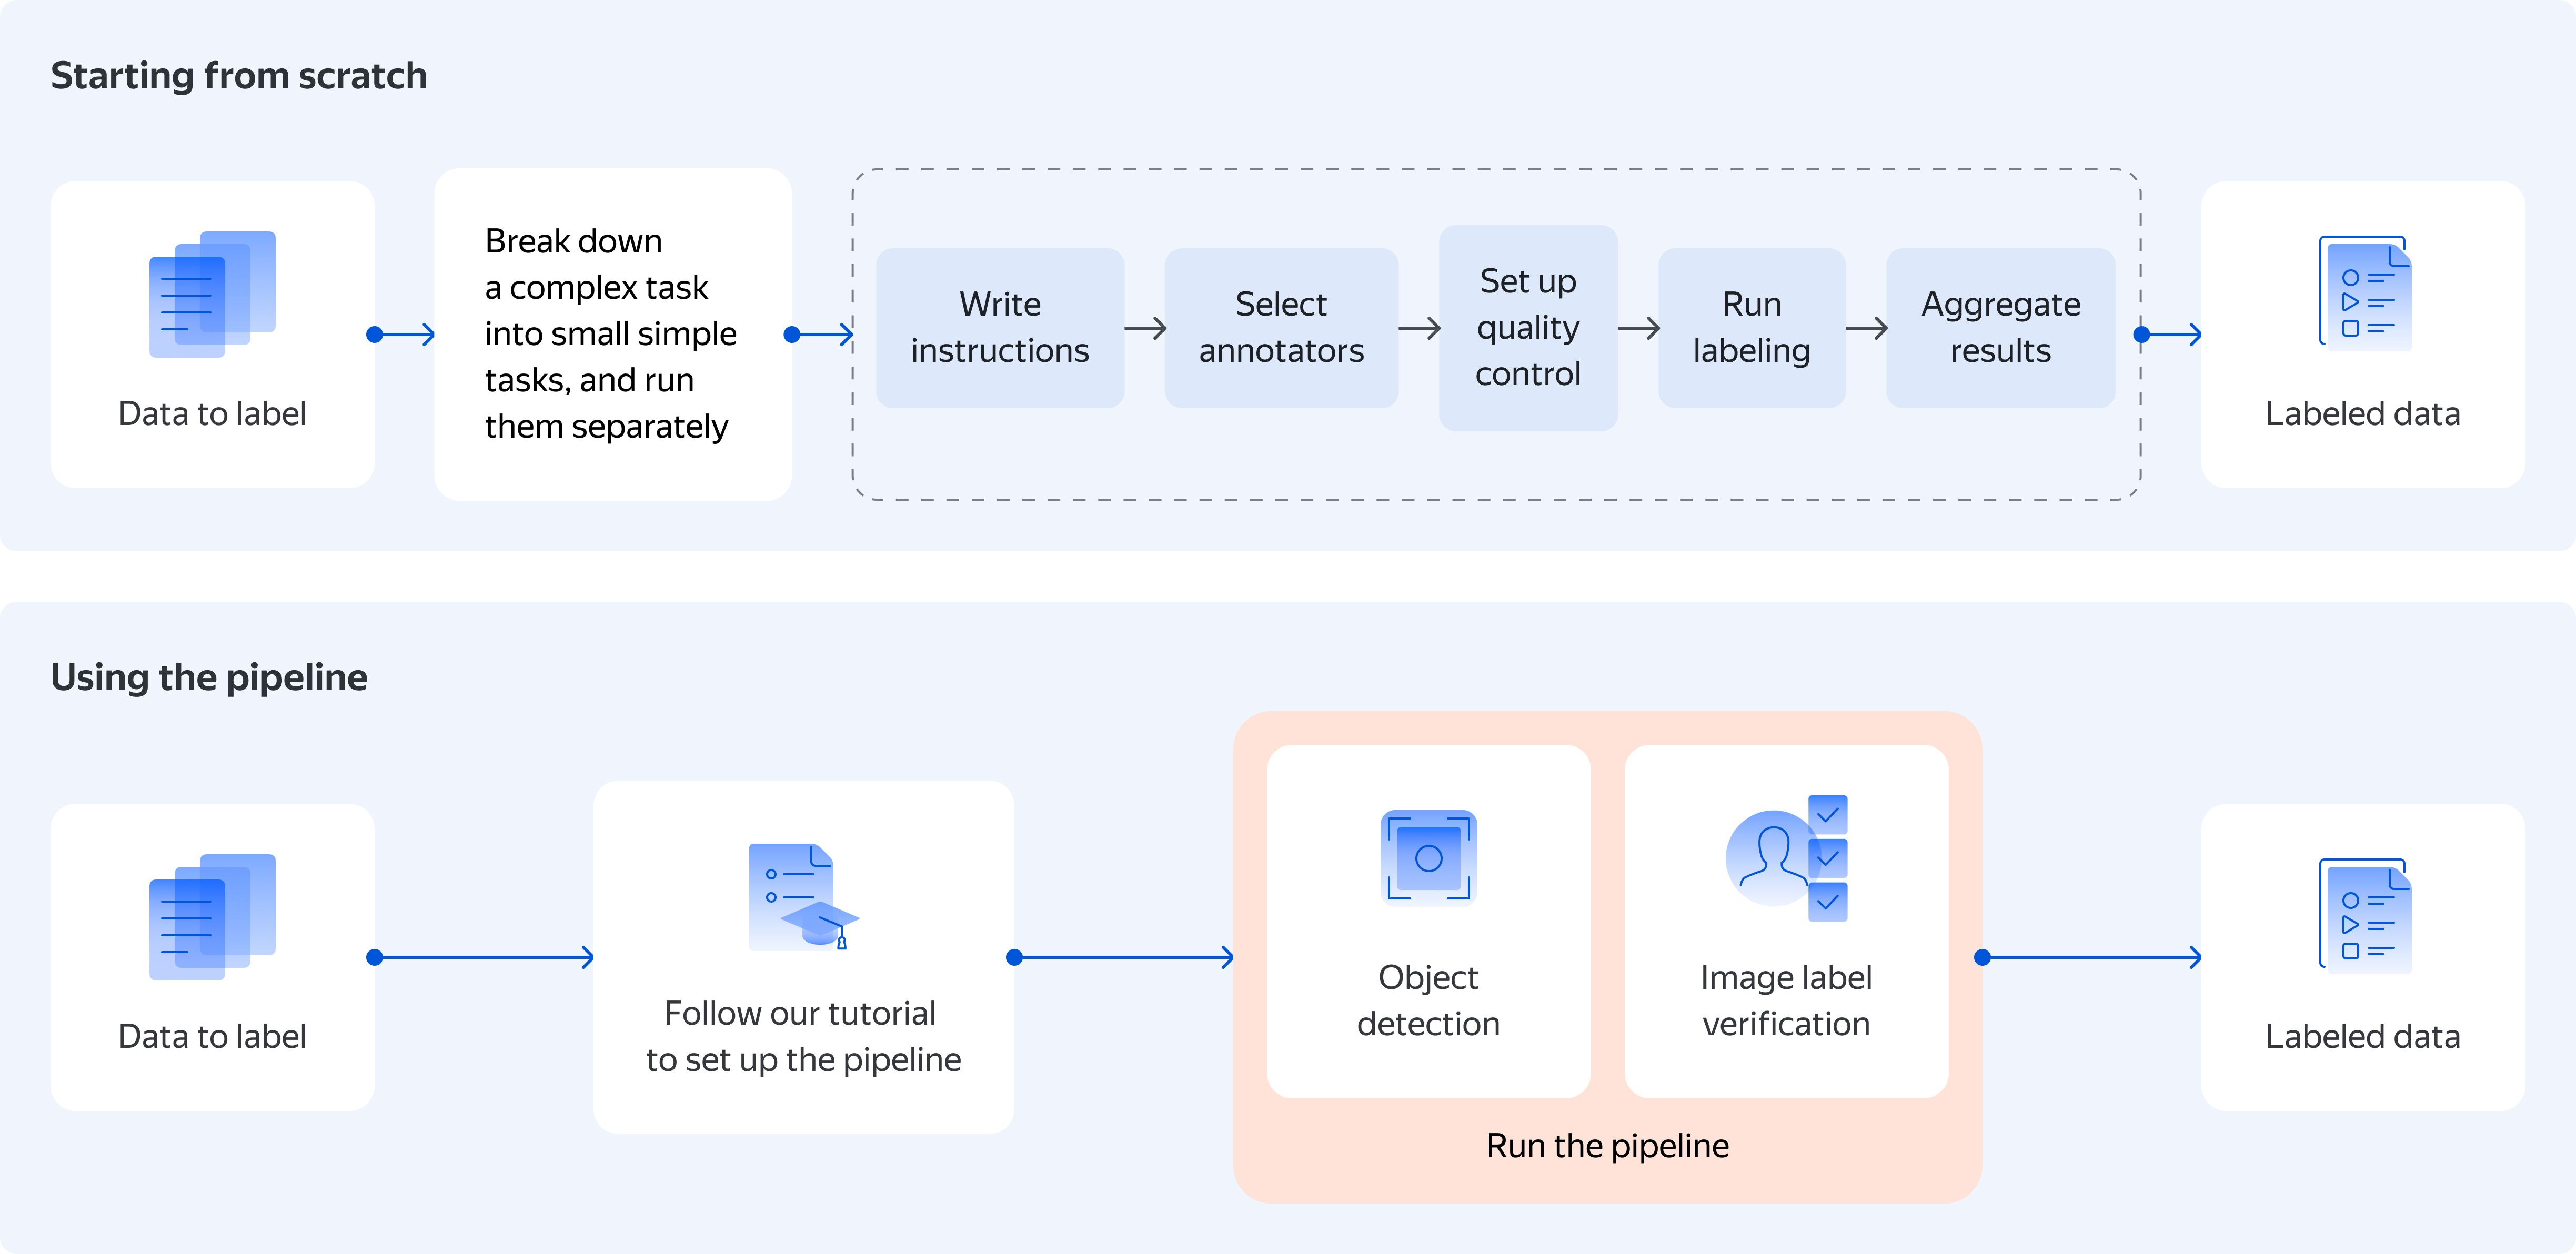 Starting from scratch
Data to label
Break down
a complex task
into small simple
tasks, and run
them separately
Write
instructions
Select
annotators
Set up
quality
control
Run
labeling
Aggregate
results
Labeled data
Using the pipeline
Data to label
Follow our tutorial
to set up the pipeline
Object
detection
Image label
verification
Run the pipeline
Labeled data